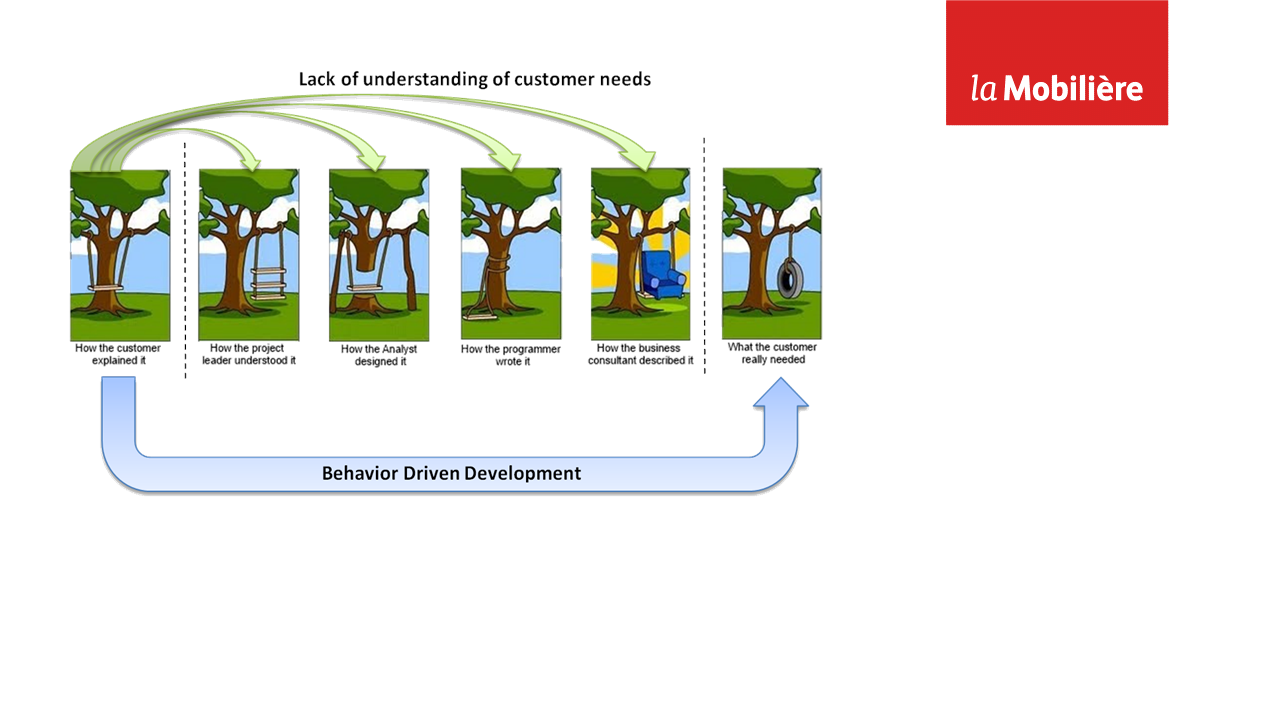 Lack of understanding of customer needs
la Mobilière
How the customer
explained it
How the project
leader understood it
How the Analyst
designed it
How the programmer
wrote it
How the business
consultant described it
What the customer
really needed
Behavior Driven Development